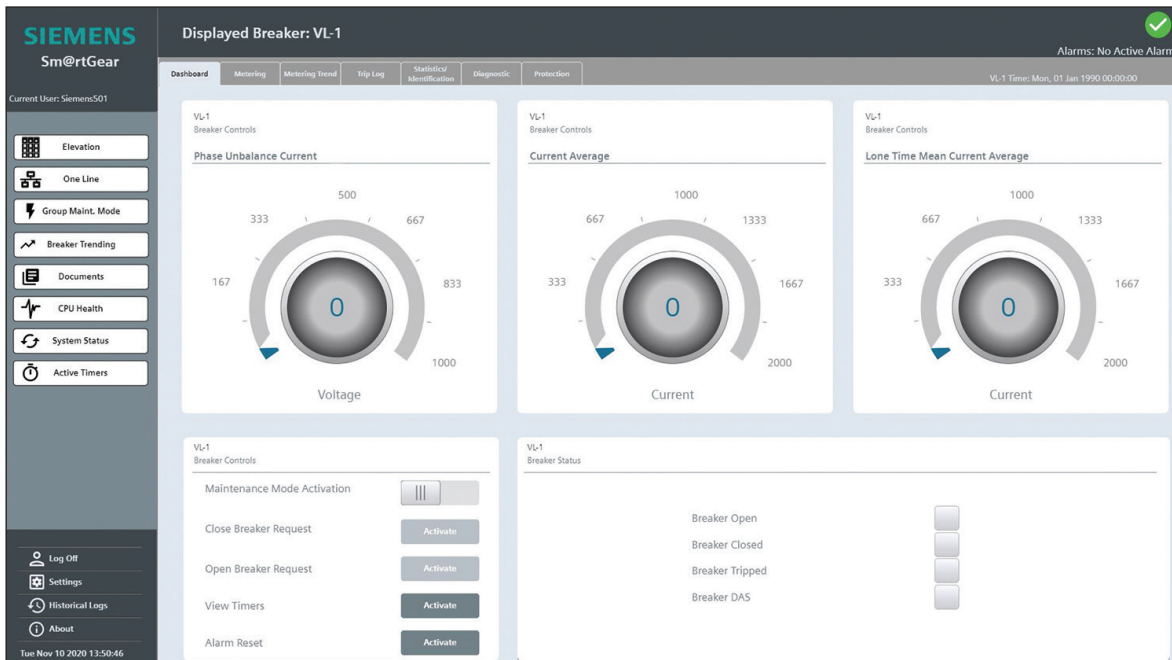 SIEMENS
Sm@rtGear
Current User: Siemens501
Elevation
One Line
Group Maint. Mode
Breaker Trending
Documents
CPU Health
System Status
Active Timers
Log Off
Settings
Historical Logs
About
Tue Nov 10 2020 13:50:46
Displayed Breaker: VL-1
Alarms: No Active Alarm
Dashboard
Metering
Metering Trend
Trip Log
Statistics/
Identification
Diagnostic
Protection
VL-1 Time: Mon, 01 Jan 1990 00:00:00
VL-1
Breaker Controls
Phase Unbalance Current
500
333
667
167
833
0
1000
Voltage
VL-1
Breaker Controls
Current Average
1000
667
1333
333
1667
0
2000
Current
VL-1
Breaker Controls
Lone Time Mean Current Average
1000
667
1333
333
1667
0
2000
Current
VL-1
Breaker Controls
Maintenance Mode Activation
Close Breaker Request
Activate
Open Breaker Request
Activate
View Timers
Activate
Alarm Reset
Activate
VL-1
Breaker Status
Breaker Open
Breaker Closed
Breaker Tripped
Breaker DAS